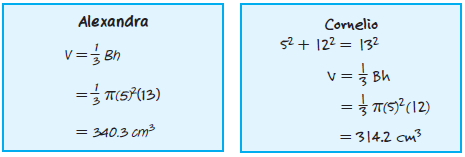 Alexandra
V = 1/3 Bh
= 1/3 π(5)²(13)
= 340.3 cm³
Cornelio
5² + 12² = 13²
V = 1/3 Bh
= 1/3 π(5)²(12)
= 314.2 cm³